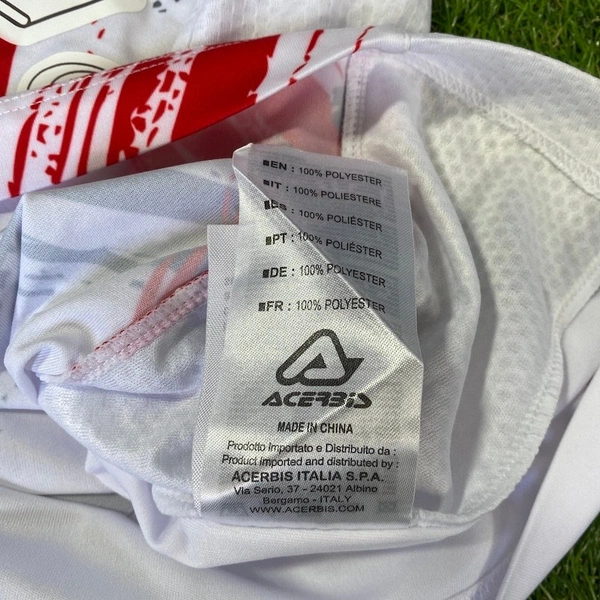 EN : 100% POLYESTER
IT : 100% POLIESTERE
ES : 100% POLIÉSTER
PT : 100% POLIÉSTER
DE : 100% POLYESTER
FR : 100% POLYESTER
ACERBIS
MADE IN CHINA
Prodotto Importato e Distribuito da :
Product imported and distributed by :
ACERBIS ITALIA S.P.A.
Via Serio, 37 - 24021 Albino
Bergamo - ITALY
WWW.ACERBIS.COM